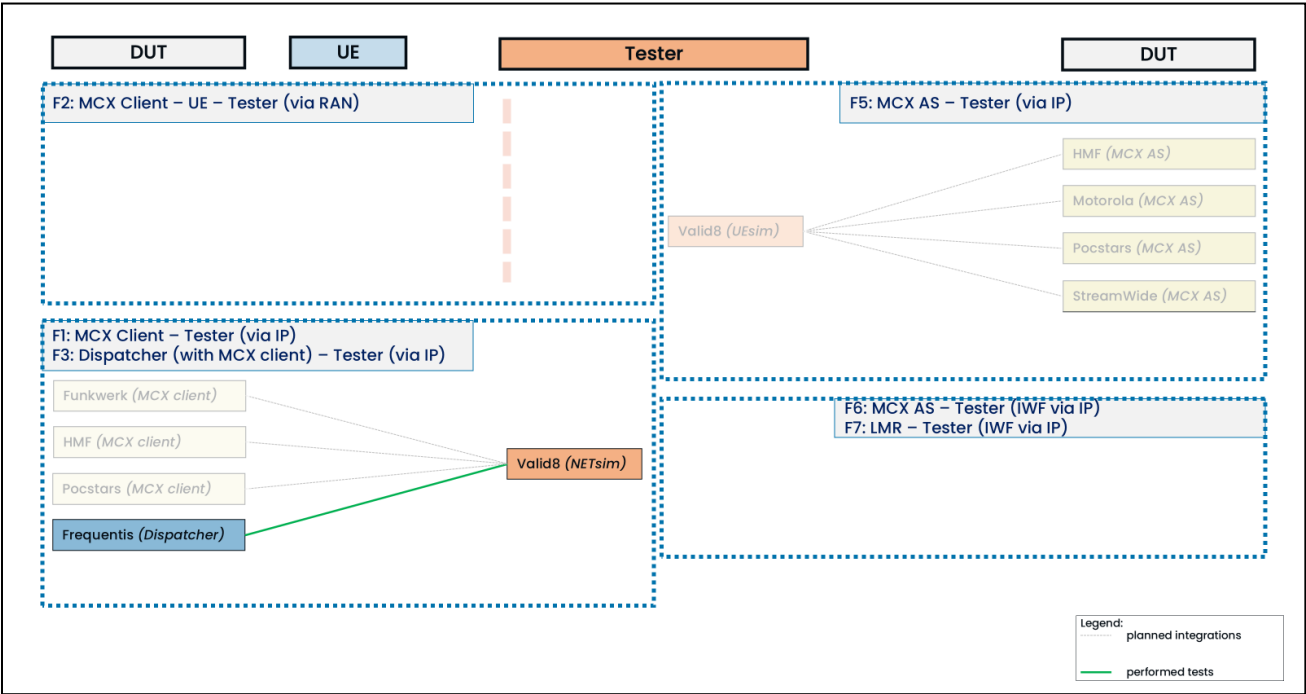 DUT
UE
Tester
DUT
F2: MCX Client – UE – Tester (via RAN)
F5: MCX AS – Tester (via IP)
HMF (MCX AS)
Motorola (MCX AS)
Valid8 (UEsim)
Pocstars (MCX AS)
StreamWide (MCX AS)
F1: MCX Client – Tester (via IP)
F3: Dispatcher (with MCX client) – Tester (via IP)
Funkwerk (MCX client)
HMF (MCX client)
Valid8 (NETsim)
Pocstars (MCX client)
Frequentis (Dispatcher)
F6: MCX AS – Tester (IWF via IP)
F7: LMR – Tester (IWF via IP)
Legend:
planned integrations
performed tests